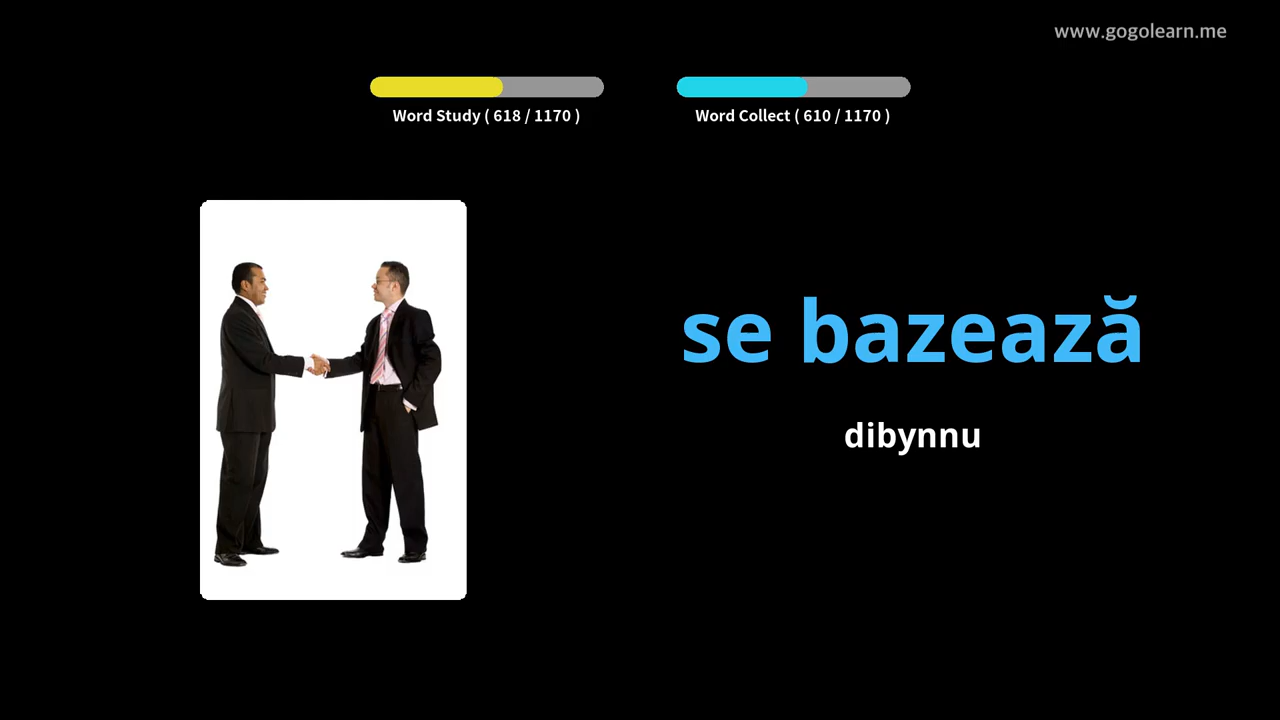 www.gogolearn.me
Word Study ( 618 / 1170 )
Word Collect ( 610 / 1170 )
se bazează
dibynnu